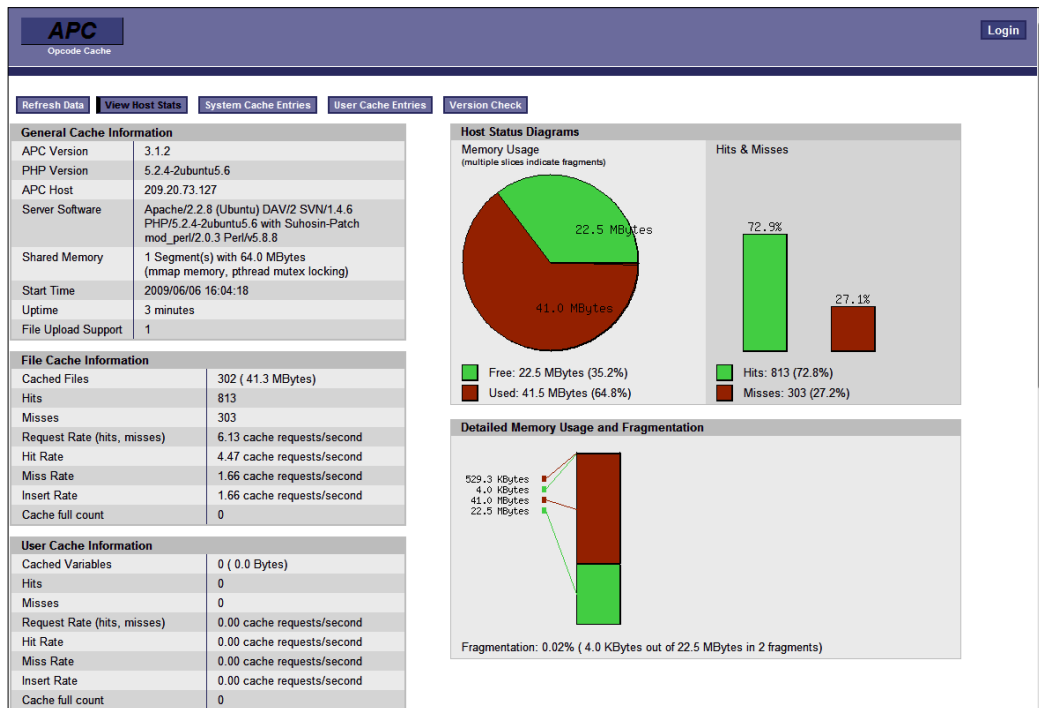 APC
Opcode Cache
Login
Refresh Data View Host Stats System Cache Entries User Cache Entries Version Check
General Cache Information
APC Version 3.1.2
PHP Version 5.2.4-2ubuntu5.6
APC Host 209.20.73.127
Server Software Apache/2.2.8 (Ubuntu) DAV/2 SVN/1.4.6
PHP/5.2.4-2ubuntu5.6 with Suhosin-Patch
mod_perl/2.0.3 Perl/v5.8.8
Shared Memory 1 Segment(s) with 64.0 MBytes
(mmap memory, pthread mutex locking)
Start Time 2009/06/06 16:04:18
Uptime 3 minutes
File Upload Support 1
File Cache Information
Cached Files 302 ( 41.3 MBytes)
Hits 813
Misses 303
Request Rate (hits, misses) 6.13 cache requests/second
Hit Rate 4.47 cache requests/second
Miss Rate 1.66 cache requests/second
Insert Rate 1.66 cache requests/second
Cache full count 0
User Cache Information
Cached Variables 0 ( 0.0 Bytes)
Hits 0
Misses 0
Request Rate (hits, misses) 0.00 cache requests/second
Hit Rate 0.00 cache requests/second
Miss Rate 0.00 cache requests/second
Insert Rate 0.00 cache requests/second
Cache full count 0
Host Status Diagrams
Memory Usage
(multiple slices indicate fragments)
22.5 MBytes
41.0 MBytes
Free: 22.5 MBytes (35.2%)
Used: 41.5 MBytes (64.8%)
Hits & Misses
72.9%
27.1%
Hits: 813 (72.8%)
Misses: 303 (27.2%)
Detailed Memory Usage and Fragmentation
529.3 KBytes
4.0 KBytes
41.0 MBytes
22.5 MBytes
Fragmentation: 0.02% ( 4.0 KBytes out of 22.5 MBytes in 2 fragments)